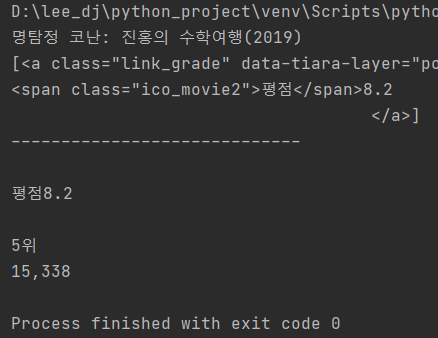 D:\lee_dj\python_project\venv\Scripts\pytho
명탐정 코난: 진홍의 수학여행(2019)
[<a class="link_grade" data-tiara-layer="po
<span class="ico_movie2">평점</span>8.2
</a>]
-----------------------------
평점8.2
5위
15,338
Process finished with exit code 0